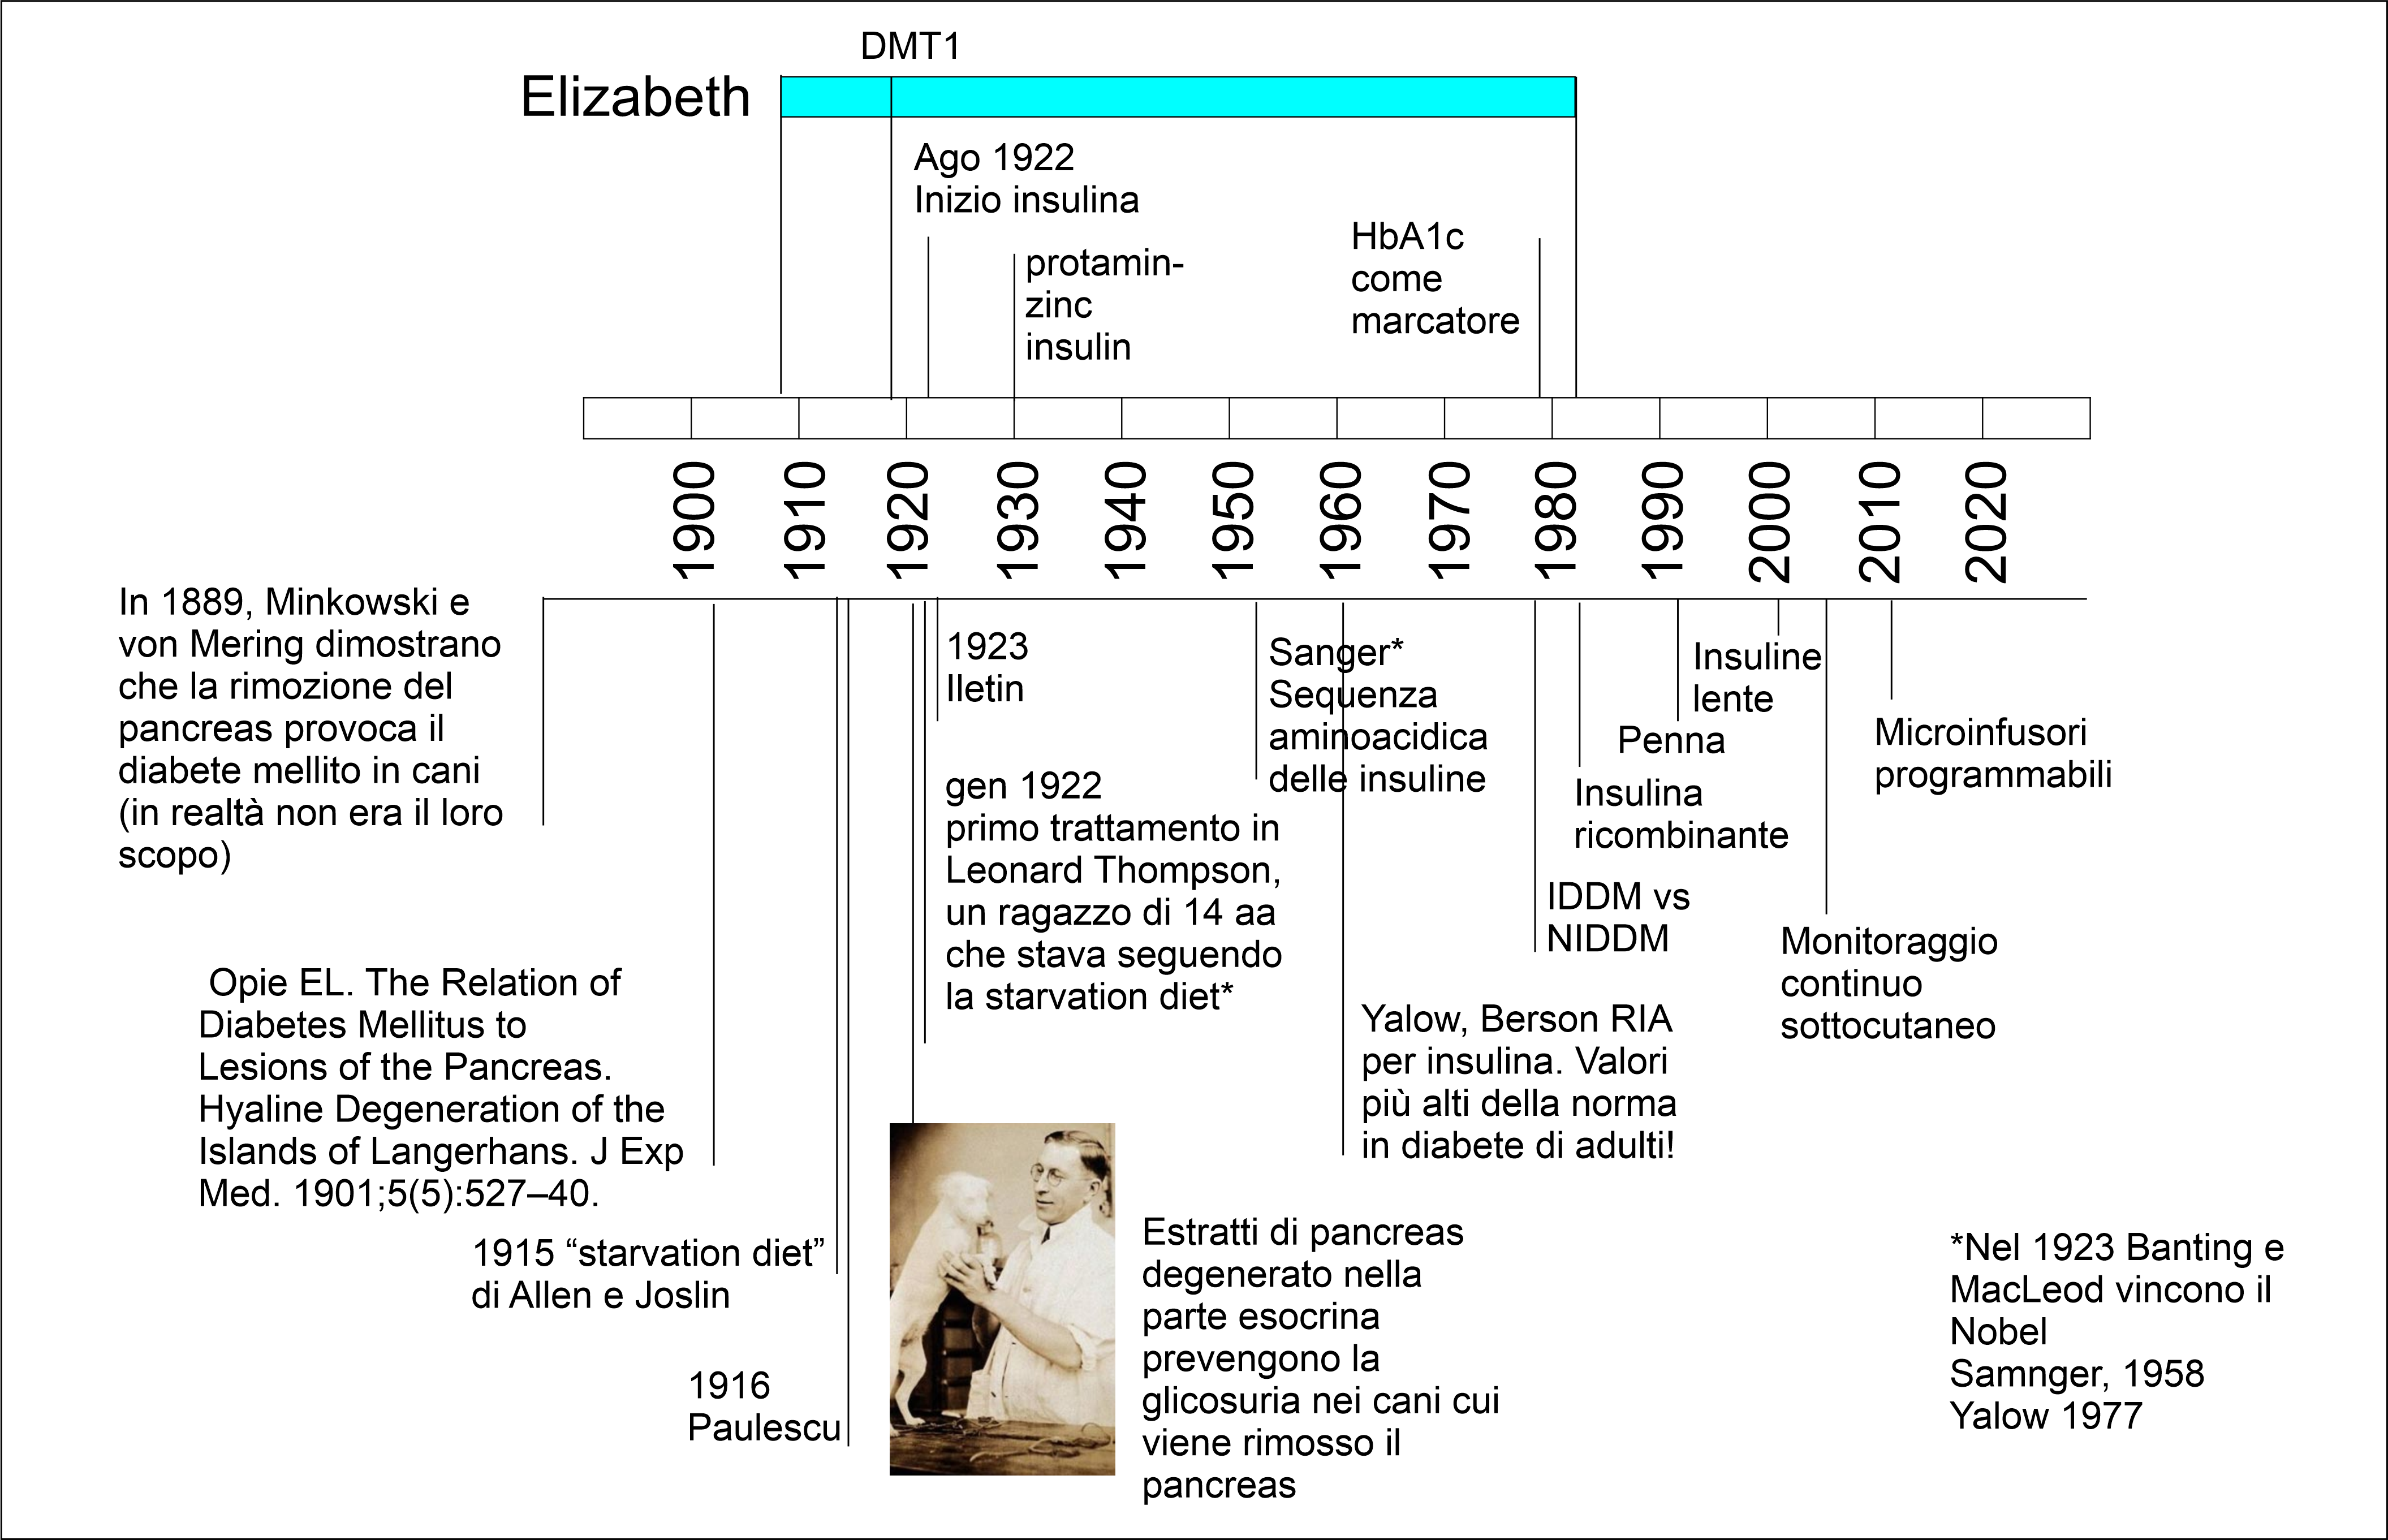 DMT1
Elizabeth
Ago 1922
Inizio insulina
protamin-
zinc
insulin
HbA1c
come
marcatore
1900
1910
1920
1930
1940
1950
1960
1970
1980
1990
2000
2010
2020
In 1889, Minkowski e
von Mering dimostrano
che la rimozione del
pancreas provoca il
diabete mellito in cani
(in realtà non era il loro
scopo)
Opie EL. The Relation of
Diabetes Mellitus to
Lesions of the Pancreas.
Hyaline Degeneration of the
Islands of Langerhans. J Exp
Med. 1901;5(5):527–40.
1915 “starvation diet”
di Allen e Joslin
1916
Paulescu
1923
Iletin
gen 1922
primo trattamento in
Leonard Thompson,
un ragazzo di 14 aa
che stava seguendo
la starvation diet*
Estratti di pancreas
degenerato nella
parte esocrina
prevengono la
glicosuria nei cani cui
viene rimosso il
pancreas
Sanger*
Sequenza
aminoacidica
delle insuline
Yalow, Berson RIA
per insulina. Valori
più alti della norma
in diabete di adulti!
IDDM vs
NIDDM
Insulina
ricombinante
Penna
Insuline
lente
Monitoraggio
continuo
sottocutaneo
Microinfusori
programmabili
*Nel 1923 Banting e
MacLeod vincono il
Nobel
Samnger, 1958
Yalow 1977